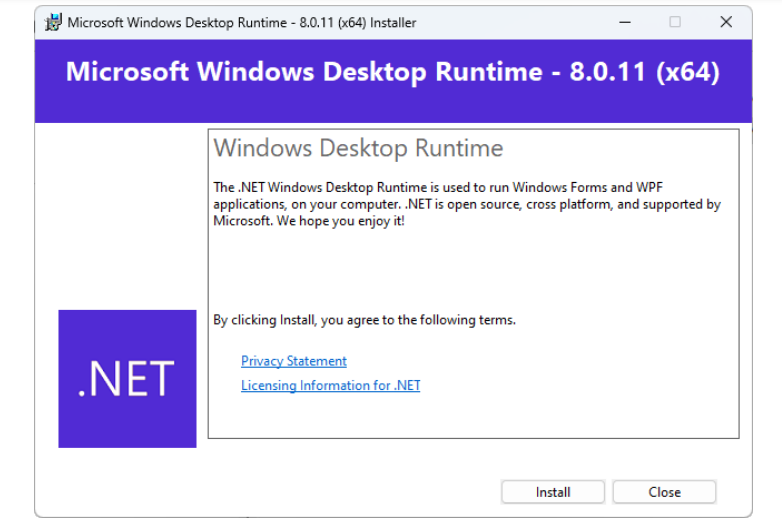 Microsoft Windows Desktop Runtime - 8.0.11 (x64) Installer
Microsoft Windows Desktop Runtime - 8.0.11 (x64)
Windows Desktop Runtime
The .NET Windows Desktop Runtime is used to run Windows Forms and WPF
applications, on your computer. .NET is open source, cross platform, and supported by
Microsoft. We hope you enjoy it!
By clicking Install, you agree to the following terms.
Privacy Statement
Licensing Information for .NET
.NET
Install
Close